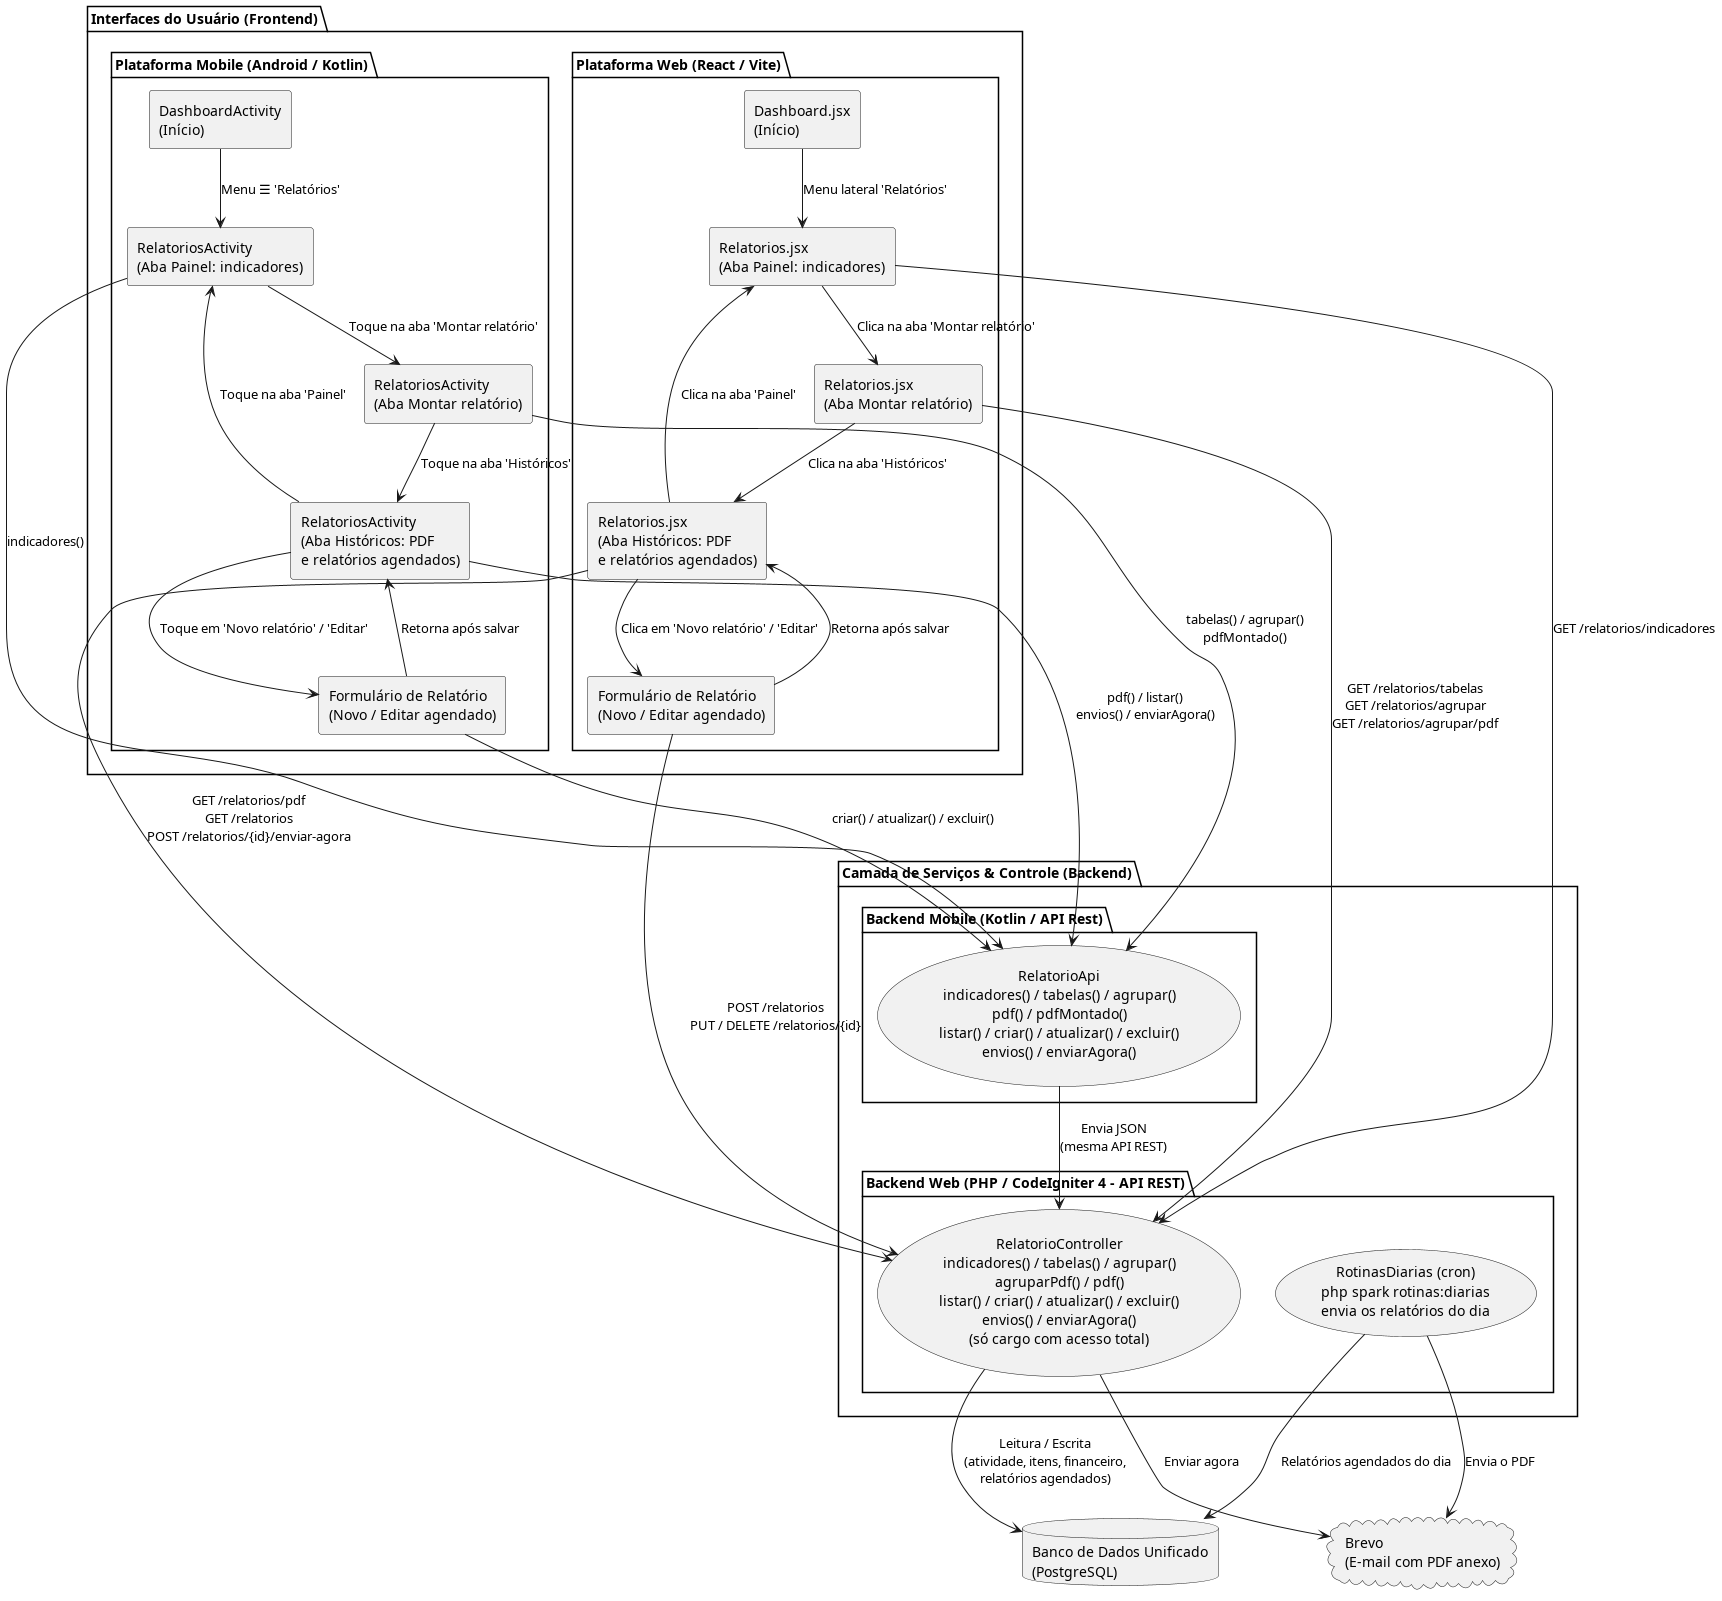 Interfaces do Usuário (Frontend)
Plataforma Mobile (Android / Kotlin)
Plataforma Web (React / Vite)
DashboardActivity
(Início)
Dashboard.jsx
(Início)
Menu ☰ 'Relatórios'
Menu lateral 'Relatórios'
RelatoriosActivity
(Aba Painel: indicadores)
Relatorios.jsx
(Aba Painel: indicadores)
Toque na aba 'Montar relatório'
Clica na aba 'Montar relatório'
Toque na aba 'Painel'
RelatoriosActivity
(Aba Montar relatório)
Clica na aba 'Painel'
Relatorios.jsx
(Aba Montar relatório)
Toque na aba 'Históricos'
Clica na aba 'Históricos'
indicadores()
RelatoriosActivity
(Aba Históricos: PDF
e relatórios agendados)
Relatorios.jsx
(Aba Históricos: PDF
e relatórios agendados)
Toque em 'Novo relatório' / 'Editar'
Retorna após salvar
Clica em 'Novo relatório' / 'Editar'
Retorna após salvar
tabelas() / agrupar()
pdfMontado()
GET /relatorios/indicadores
Formulário de Relatório
(Novo / Editar agendado)
Formulário de Relatório
(Novo / Editar agendado)
pdf() / listar()
envios() / enviarAgora()
GET /relatorios/tabelas
GET /relatorios/agrupar
GET /relatorios/agrupar/pdf
GET /relatorios/pdf
GET /relatorios
POST /relatorios/{id}/enviar-agora
criar() / atualizar() / excluir()
Camada de Serviços & Controle (Backend)
Backend Mobile (Kotlin / API Rest)
RelatorioApi
indicadores() / tabelas() / agrupar()
pdf() / pdfMontado()
listar() / criar() / atualizar() / excluir()
envios() / enviarAgora()
POST /relatorios
PUT / DELETE /relatorios/{id}
Envia JSON
(mesma API REST)
Backend Web (PHP / CodeIgniter 4 - API REST)
RelatorioController
indicadores() / tabelas() / agrupar()
agruparPdf() / pdf()
listar() / criar() / atualizar() / excluir()
envios() / enviarAgora()
(só cargo com acesso total)
RotinasDiarias (cron)
php spark rotinas:diarias
envia os relatórios do dia
Leitura / Escrita
(atividade, itens, financeiro,
relatórios agendados)
Enviar agora
Relatórios agendados do dia
Envia o PDF
Banco de Dados Unificado
(PostgreSQL)
Brevo
(E-mail com PDF anexo)